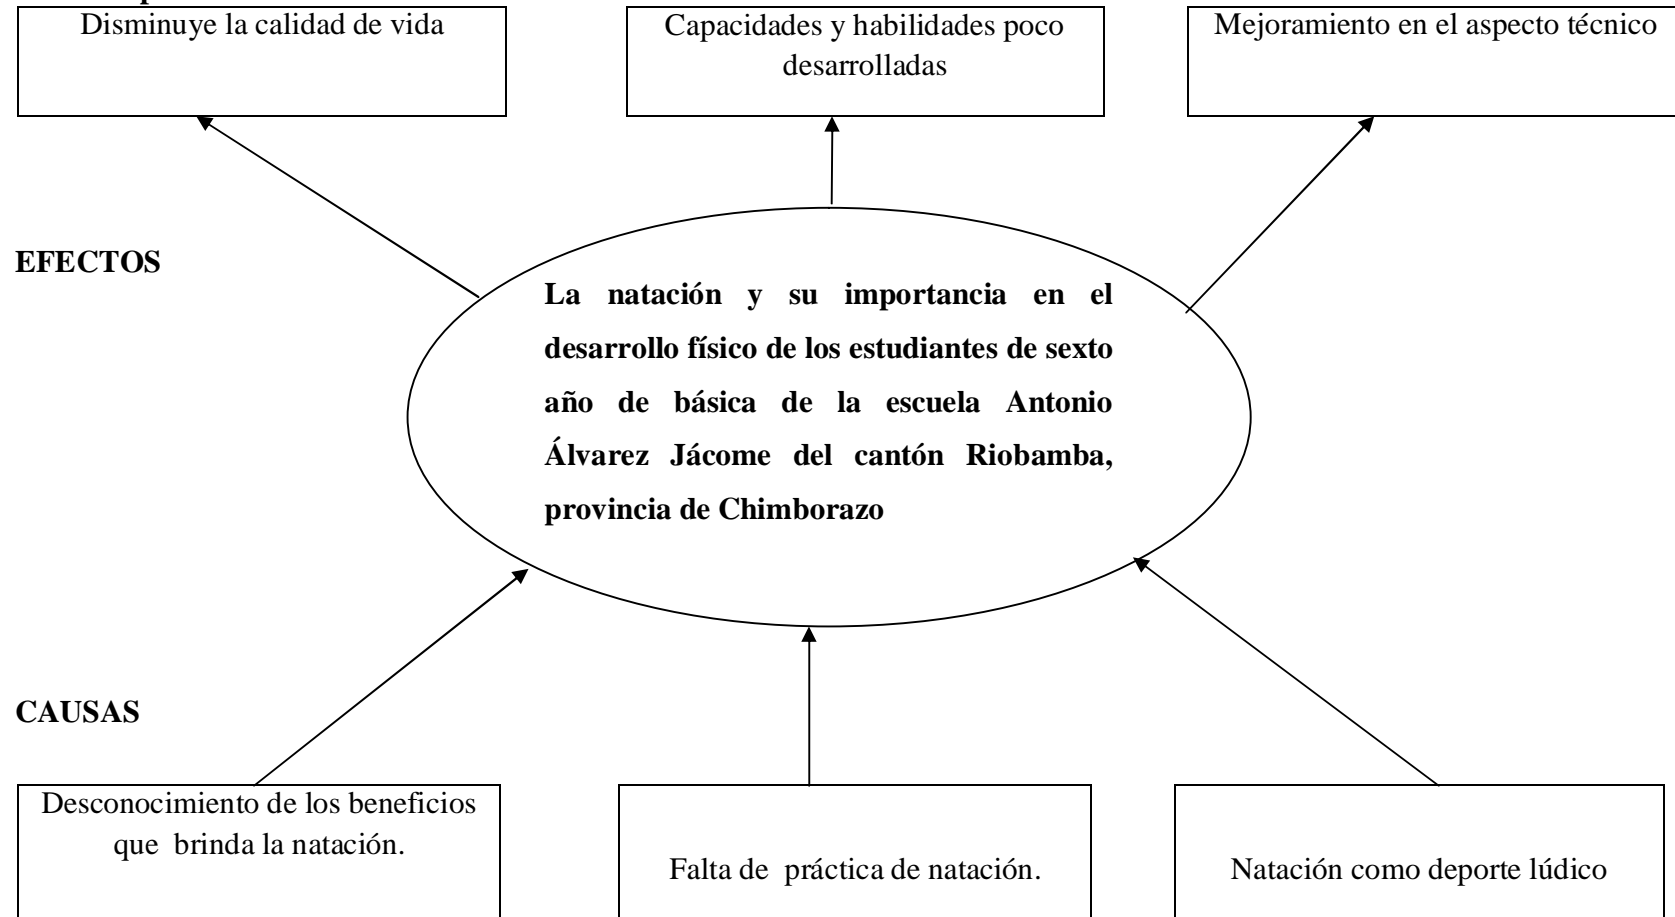 Disminuye la calidad de vida
Capacidades y habilidades poco
desarrolladas
Mejoramiento en el aspecto técnico
EFECTOS
La natación y su importancia en el
desarrollo físico de los estudiantes de sexto
año de básica de la escuela Antonio
Álvarez Jácome del cantón Riobamba,
provincia de Chimborazo
CAUSAS
Desconocimiento de los beneficios
que brinda la natación.
Falta de práctica de natación.
Natación como deporte lúdico